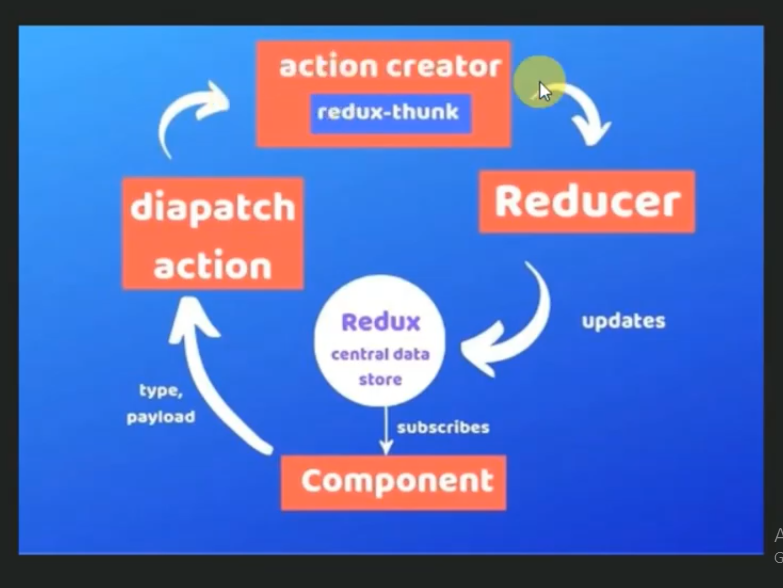 action creator
redux-thunk
diapatch
action
Reducer
Redux
central data
store
updates
type,
payload
subscribes
Component